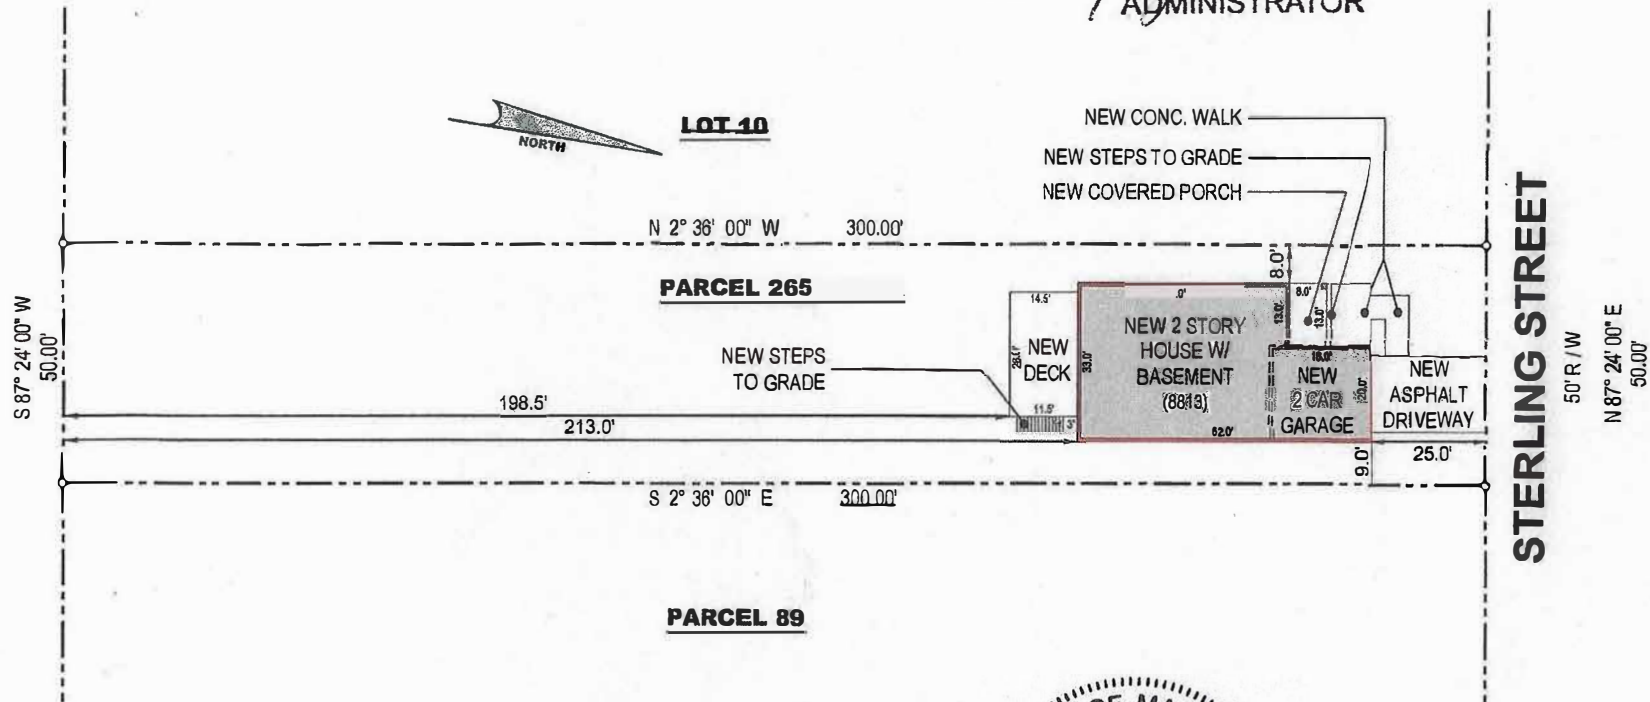 ADMINISTRATOR
NEW CONC. WALK
LOT 10
NORTH
NEW STEPS TO GRADE
NEW COVERED PORCH
N 2° 36' 00" W 300.00'
8.0'
PARCEL 265
14.5'
.0'
8.0'
13.0'
13.0'
NEW 2 STORY
HOUSE W/
BASEMENT
(8813)
33.0'
NEW
DECK
NEW STEPS
TO GRADE
16.0'
NEW
2 CAR
GARAGE
20.0'
NEW
ASPHALT
DRIVEWAY
198.5'
11.5'
3'
213.0'
62.0'
25.0'
9.0'
S 2° 36' 00" E 300.00'
S 87° 24' 00" W
50.00'
STERLING STREET
50' R / W
N 87° 24' 00" E
50.00'
PARCEL 89